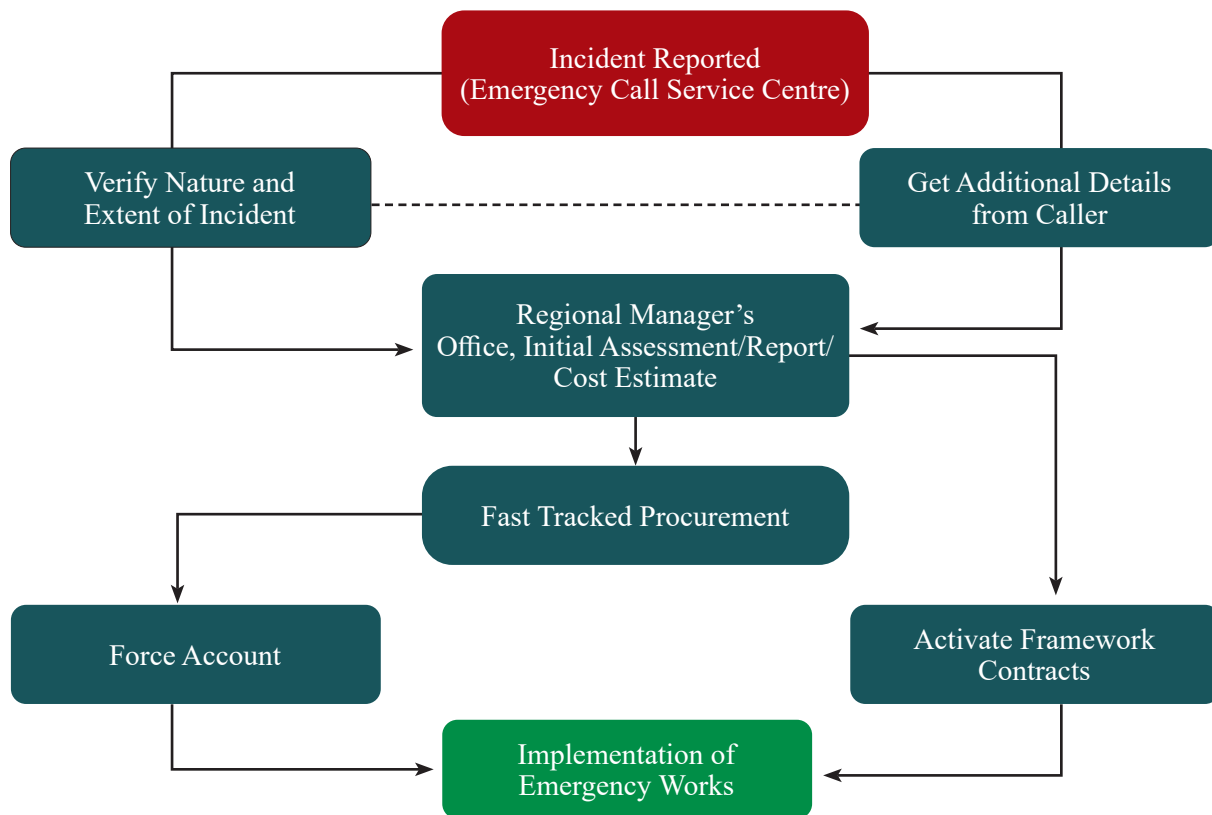 Incident Reported
(Emergency Call Service Centre)
Verify Nature and
Extent of Incident
Get Additional Details
from Caller
Regional Manager’s
Office, Initial Assessment/Report/
Cost Estimate
Fast Tracked Procurement
Force Account
Activate Framework
Contracts
Implementation of
Emergency Works